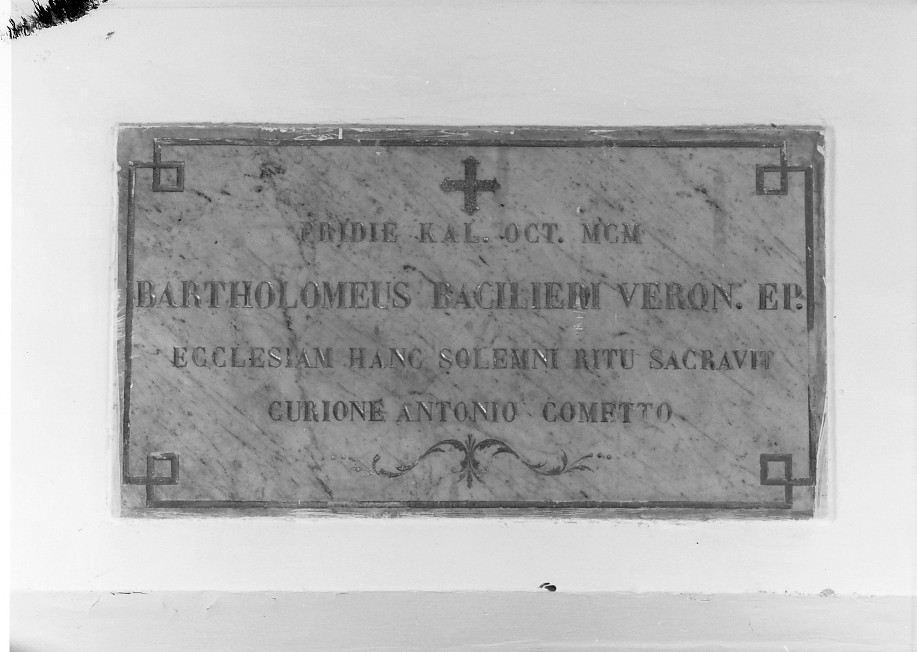 PRIDIE KAL. OCT. MCM
BARTHOLOMEUS BACILIERI VERON. EP.
ECCLESIAM HANC SOLEMNI RITU SACRAVIT
CURIONE ANTONIO COMETTO